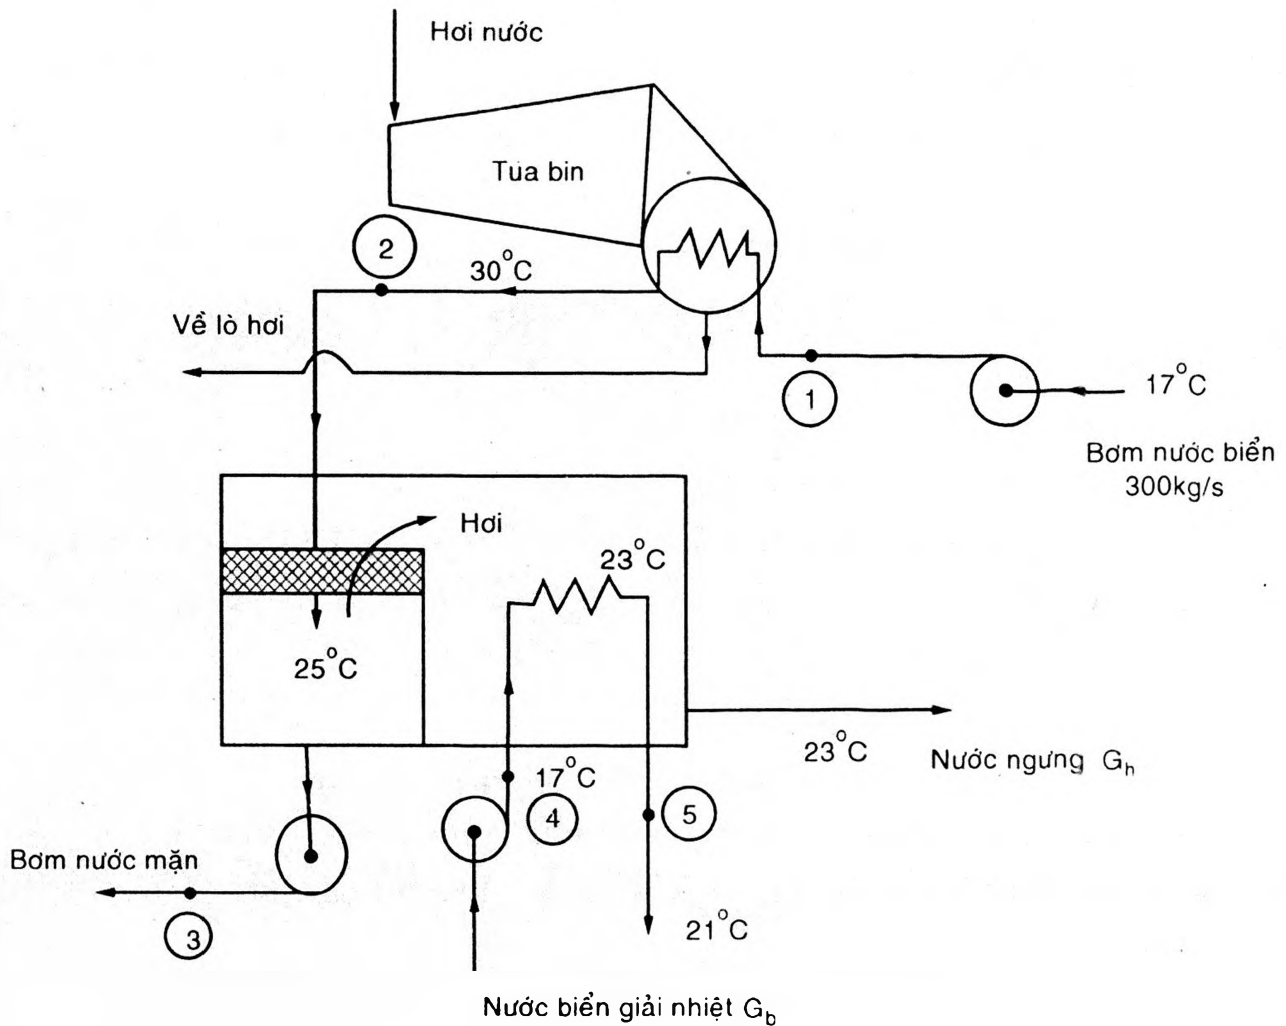 Hơi nước
Tua bin
2
30°C
Về lò hơi
1
17°C
Bơm nước biển
300kg/s
Hơi
23°C
25°C
23°C
Nước ngưng Gh
17°C
4
5
Bơm nước mặn
3
21°C
Nước biển giải nhiệt Gb